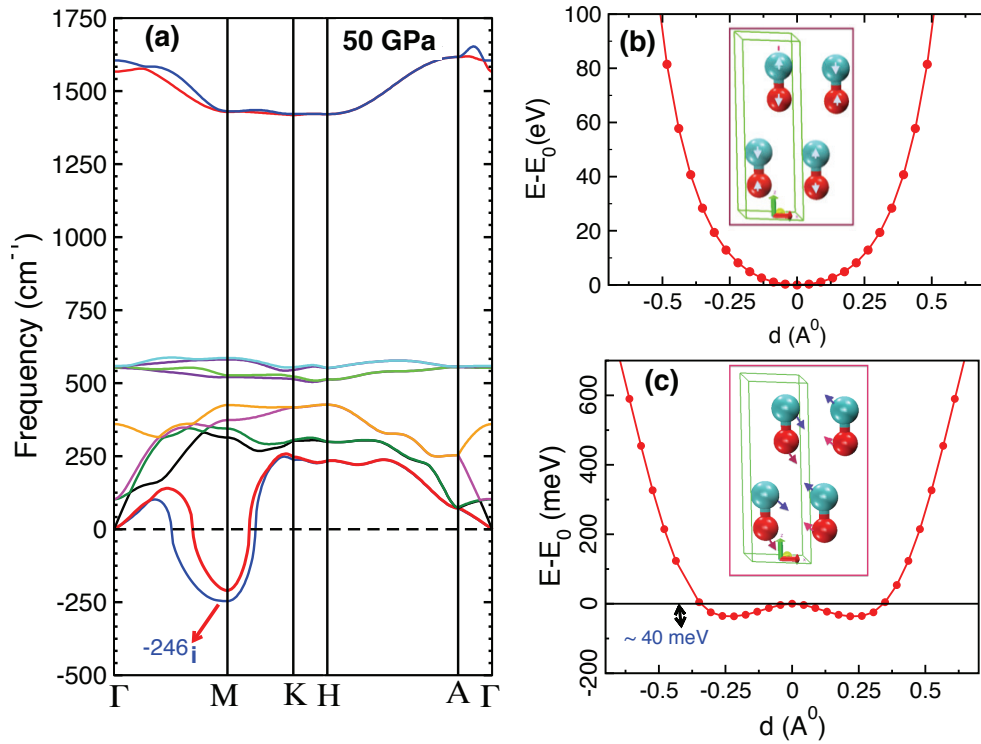 (a)
50 GPa
1750
1500
1250
1000
750
500
250
0
-250
-500
Frequency (cm⁻¹)
-246i
Γ M K H A Γ
(b)
100
80
60
40
20
0
E-E₀(eV)
-0.5 -0.25 0 0.25 0.5
d (A⁰)
(c)
600
400
200
0
-200
E-E₀ (meV)
~ 40 meV
-0.5 -0.25 0 0.25 0.5
d (A⁰)